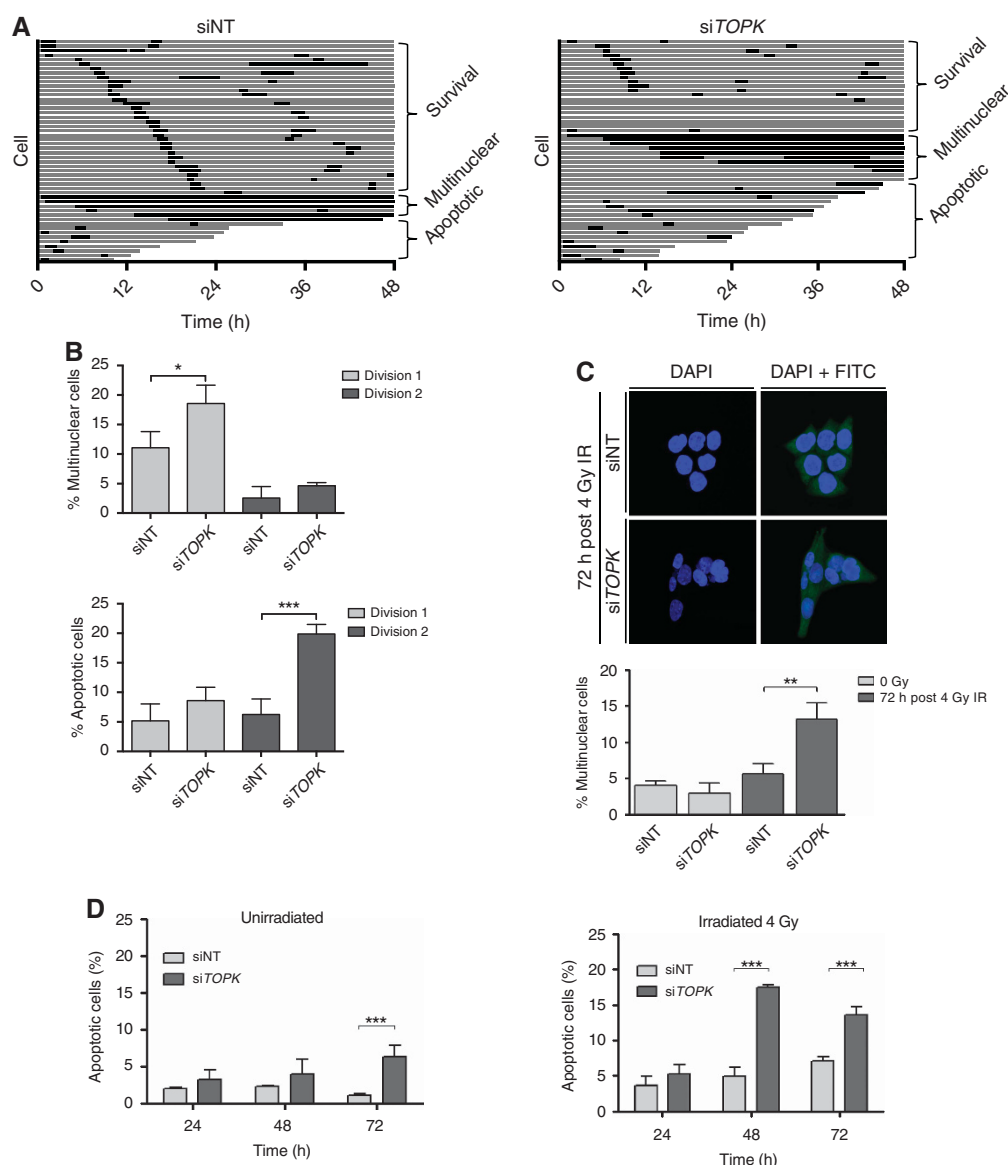 A
siNT
Cell
Survival
Multinuclear
Apoptotic
0 12 24 36 48
Time (h)
siTOPK
Cell
Survival
Multinuclear
Apoptotic
0 12 24 36 48
Time (h)
B
% Multinuclear cells
25
20
15
10
5
0
*
Division 1
Division 2
siNT siTOPK siNT siTOPK
% Apoptotic cells
25
20
15
10
5
0
***
Division 1
Division 2
siNT siTOPK siNT siTOPK
C
DAPI DAPI + FITC
72 h post 4 Gy IR
siNT
siTOPK
% Multinuclear cells
20
15
10
5
0
**
0 Gy
72 h post 4 Gy IR
siNT siTOPK siNT siTOPK
D
Unirradiated
Apoptotic cells (%)
25
20
15
10
5
0
siNT
siTOPK
***
24 48 72
Time (h)
Irradiated 4 Gy
Apoptotic cells (%)
25
20
15
10
5
0
siNT
siTOPK
*** ***
24 48 72
Time (h)